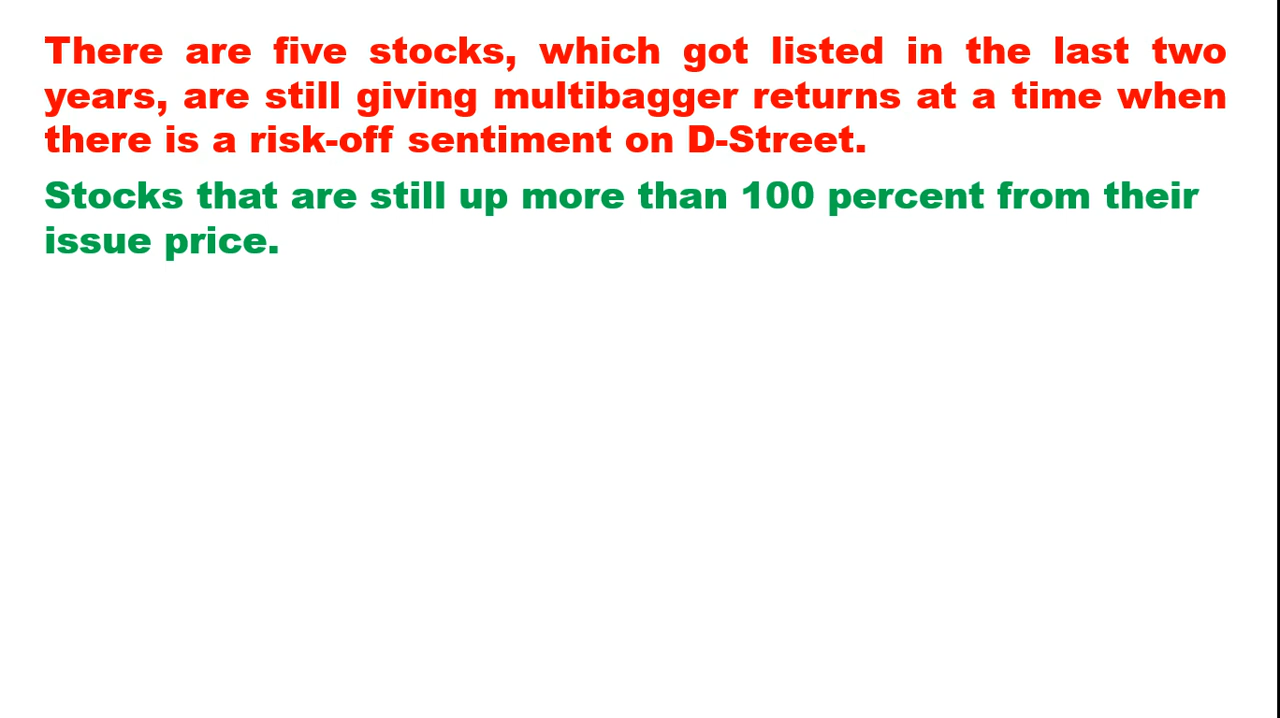 There are five stocks, which got listed in the last two
years, are still giving multibagger returns at a time when
there is a risk-off sentiment on D-Street.
Stocks that are still up more than 100 percent from their
issue price.